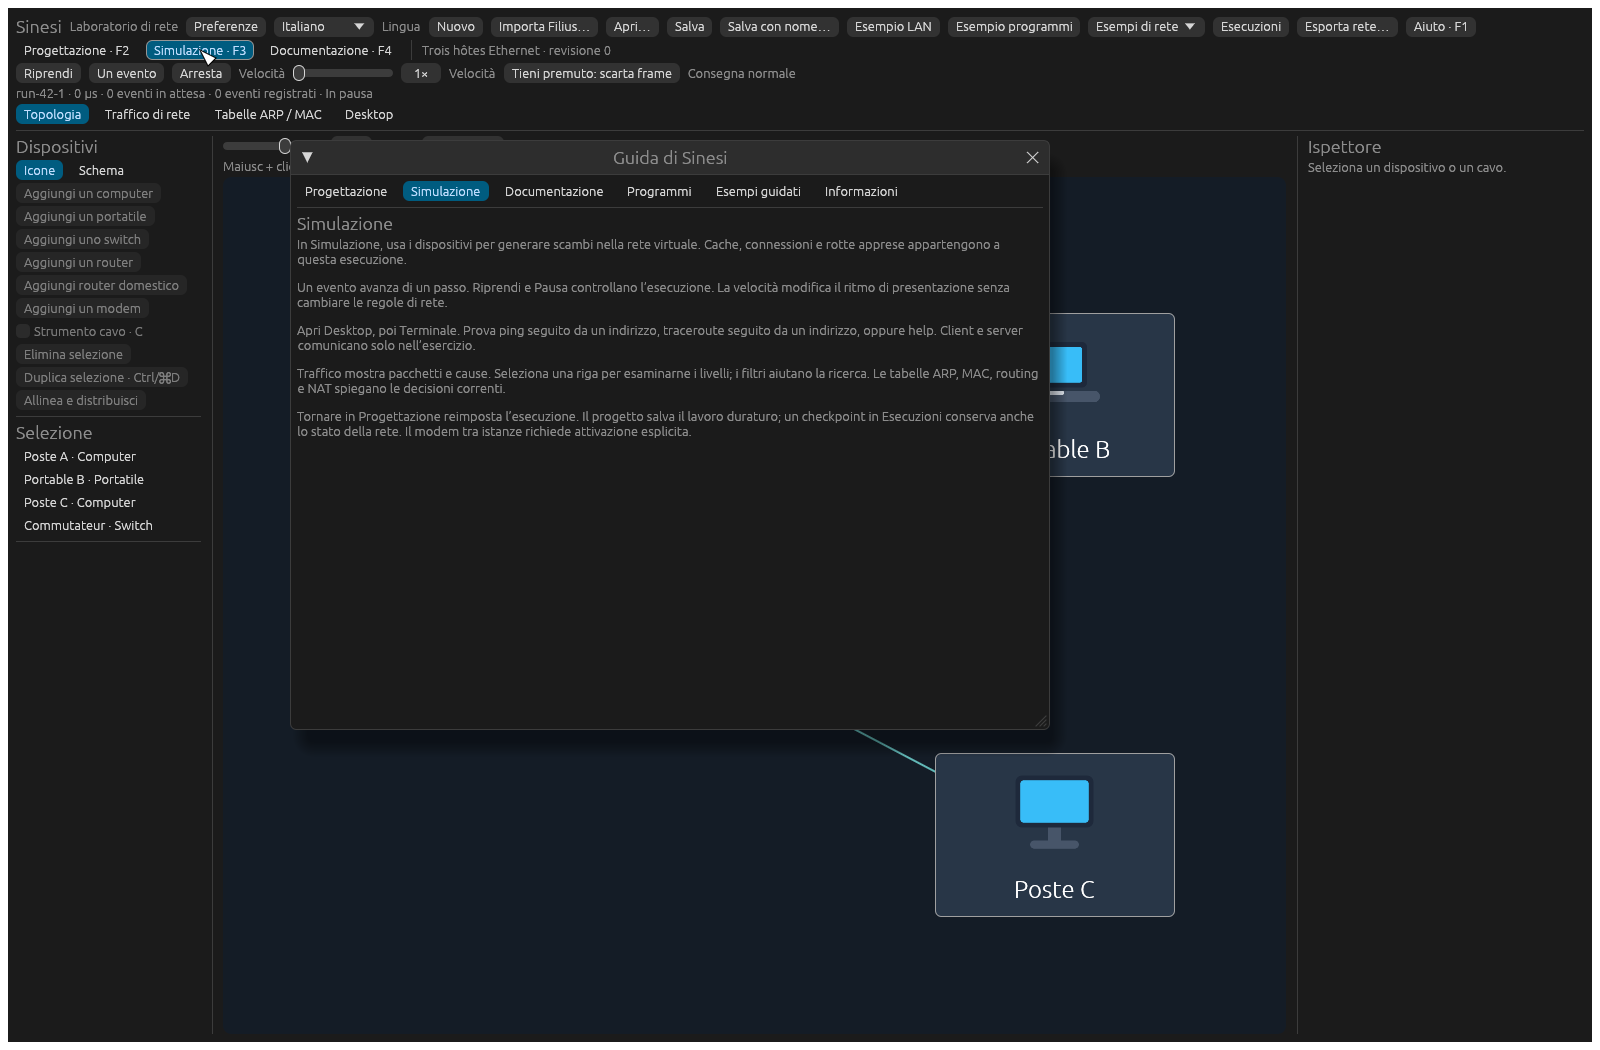 Sinesi Laboratorio di rete Preferenze Italiano Lingua Nuovo Importa Filius... Apri... Salva Salva con nome... Esempio LAN Esempio programmi Esempi di rete Esecuzioni Esporta rete... Aiuto · F1
Progettazione · F2 Simulazione · F3 Documentazione · F4 Trois hôtes Ethernet · revisione 0
Riprendi Un evento Arresta Velocità 1× Velocità Tieni premuto: scarta frame Consegna normale
run-42-1 · 0 µs · 0 eventi in attesa · 0 eventi registrati · In pausa
Topologia Traffico di rete Tabelle ARP / MAC Desktop
Dispositivi
Icone Schema
Aggiungi un computer
Aggiungi un portatile
Aggiungi uno switch
Aggiungi un router
Aggiungi router domestico
Aggiungi un modem
Strumento cavo · C
Elimina selezione
Duplica selezione · Ctrl/⌘D
Allinea e distribuisci
Selezione
Poste A · Computer
Portable B · Portatile
Poste C · Computer
Commutateur · Switch
Maiusc + cli
Guida di Sinesi
Progettazione Simulazione Documentazione Programmi Esempi guidati Informazioni
Simulazione
In Simulazione, usa i dispositivi per generare scambi nella rete virtuale. Cache, connessioni e rotte apprese appartengono a
questa esecuzione.
Un evento avanza di un passo. Riprendi e Pausa controllano l'esecuzione. La velocità modifica il ritmo di presentazione senza
cambiare le regole di rete.
Apri Desktop, poi Terminale. Prova ping seguito da un indirizzo, traceroute seguito da un indirizzo, oppure help. Client e server
comunicano solo nell'esercizio.
Traffico mostra pacchetti e cause. Seleziona una riga per esaminarne i livelli; i filtri aiutano la ricerca. Le tabelle ARP, MAC, routing
e NAT spiegano le decisioni correnti.
Tornare in Progettazione reimposta l'esecuzione. Il progetto salva il lavoro duraturo; un checkpoint in Esecuzioni conserva anche
lo stato della rete. Il modem tra istanze richiede attivazione esplicita.
able B
Poste C
Ispettore
Seleziona un dispositivo o un cavo.